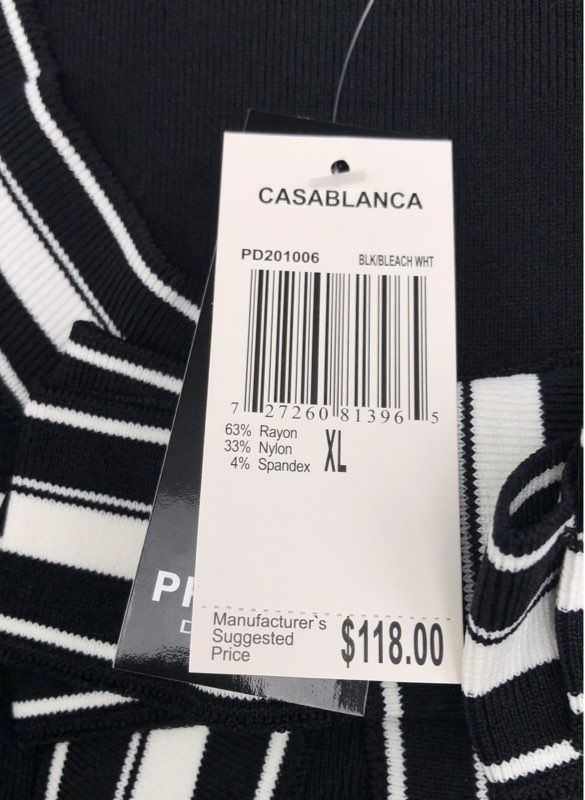 CASABLANCA
PD201006 BLK/BLEACH WHT
7 27260 81396 5
63% Rayon
33% Nylon
4% Spandex
XL
Manufacturer`s
Suggested
Price
$118.00